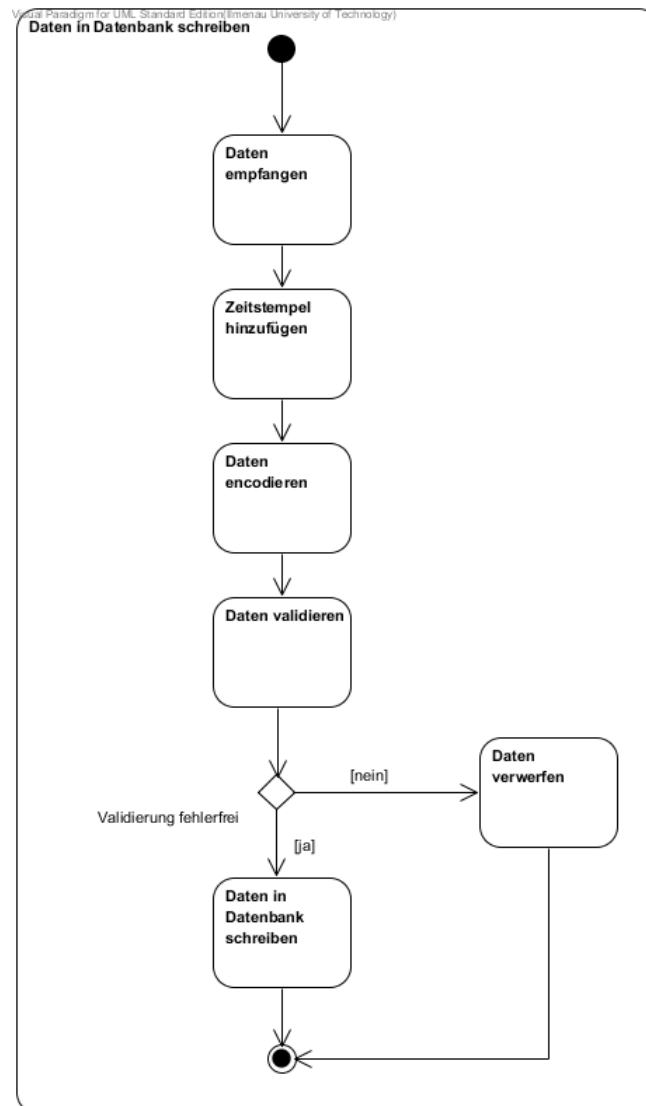 Visual Paradigm for UML Standard Edition(Ilmenau University of Technology)
Daten in Datenbank schreiben
Daten
empfangen
Zeitstempel
hinzufügen
Daten
encodieren
Daten validieren
Daten
verwerfen
[nein]
Validierung fehlerfrei
[ja]
Daten in
Datenbank
schreiben